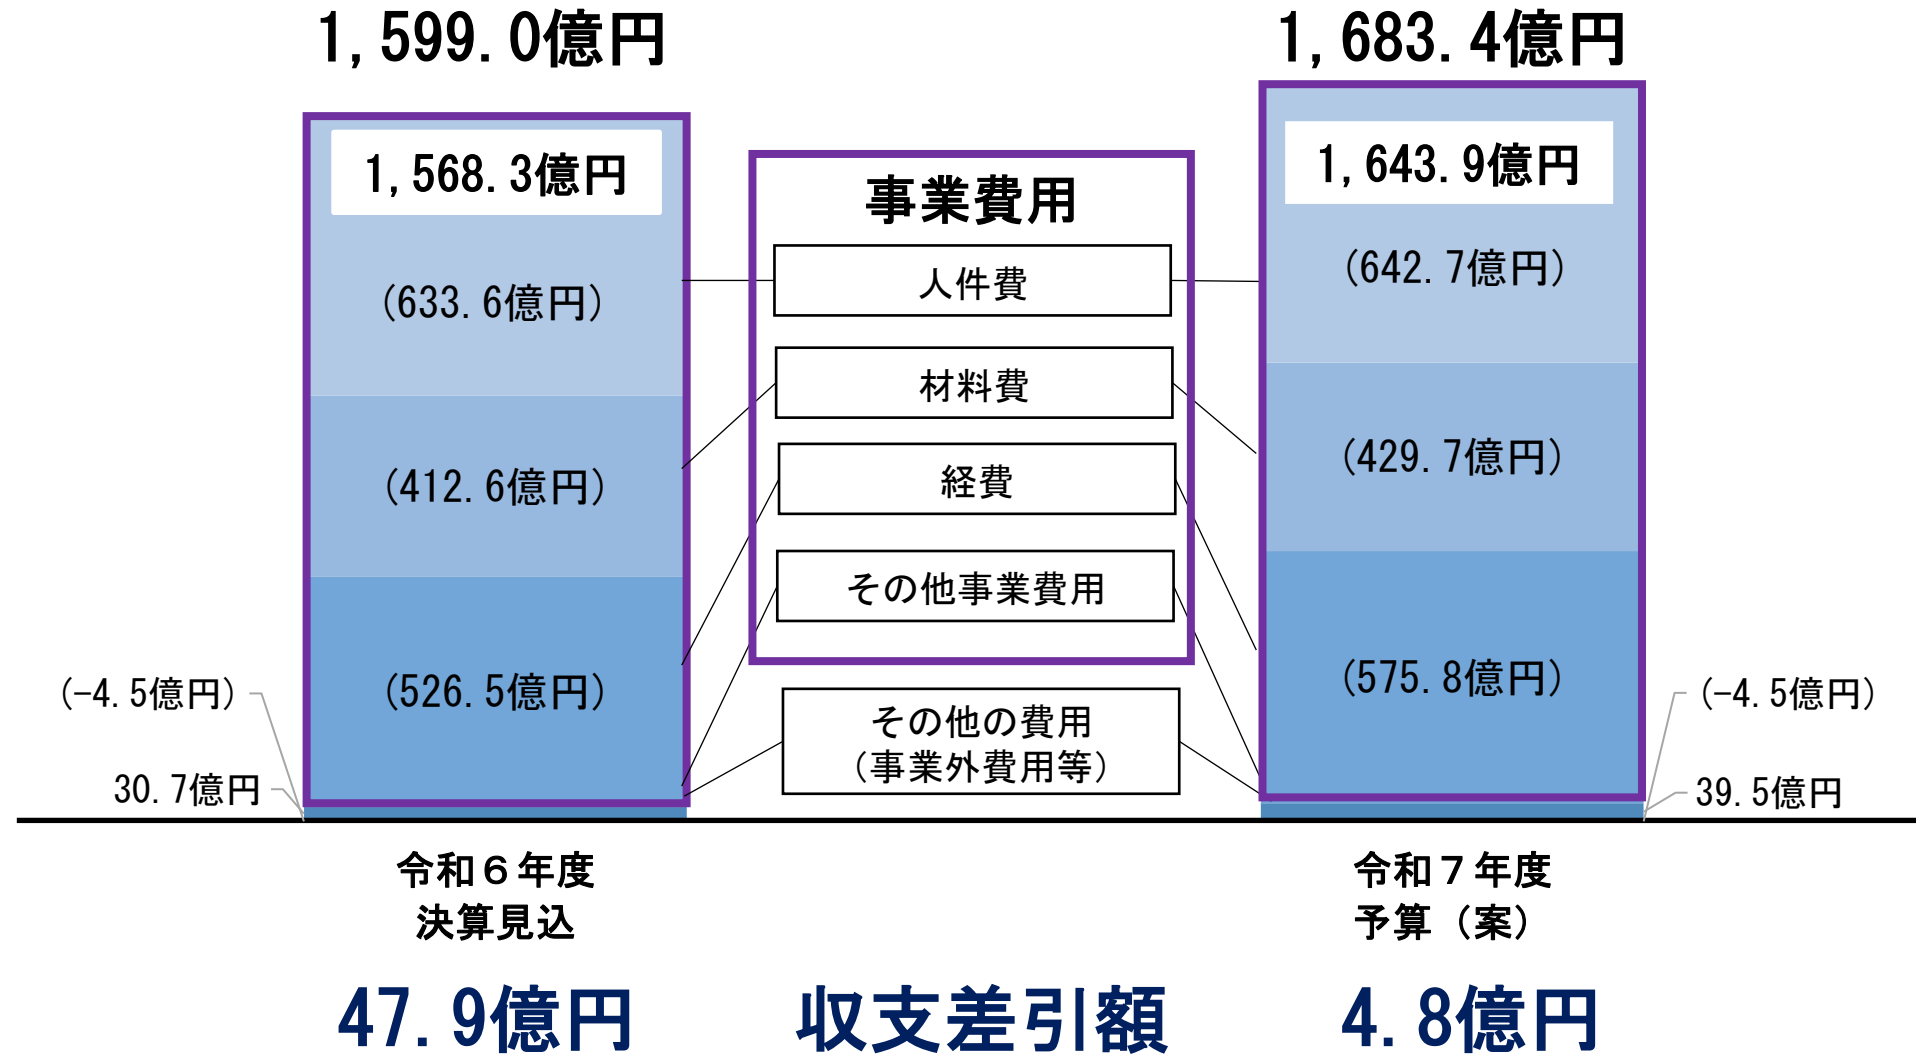 1,599.0億円
1,683.4億円
1,568.3億円
(633.6億円)
(412.6億円)
(526.5億円)
(-4.5億円)
30.7億円
事業費用
人件費
材料費
経費
その他事業費用
その他の費用
(事業外費用等)
1,643.9億円
(642.7億円)
(429.7億円)
(575.8億円)
(-4.5億円)
39.5億円
令和６年度
決算見込
令和７年度
予算（案）
47.9億円
収支差引額
4.8億円